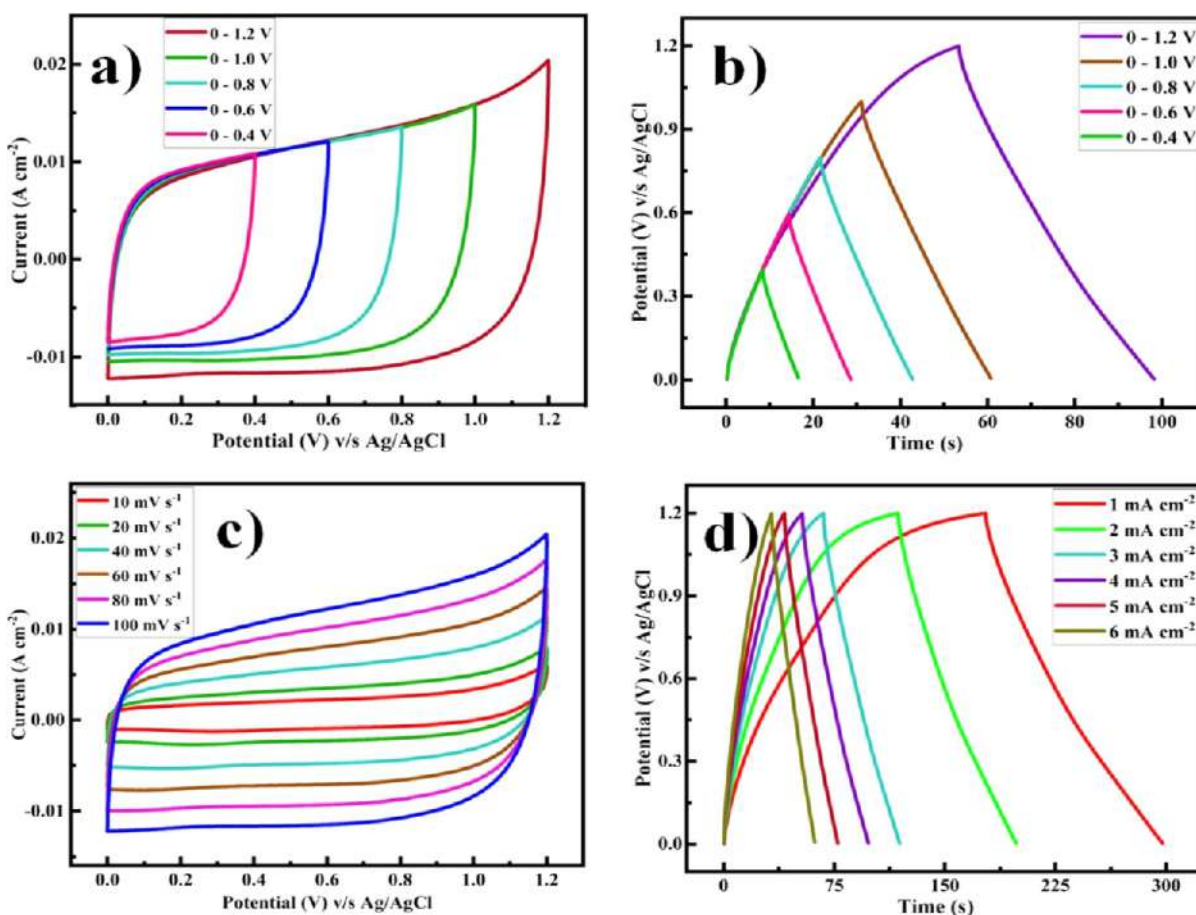 a)
0 - 1.2 V
0 - 1.0 V
0 - 0.8 V
0 - 0.6 V
0 - 0.4 V
Current (A cm⁻²)
0.02
0.01
0.00
-0.01
0.0 0.2 0.4 0.6 0.8 1.0 1.2
Potential (V) v/s Ag/AgCl
b)
0 - 1.2 V
0 - 1.0 V
0 - 0.8 V
0 - 0.6 V
0 - 0.4 V
Potential (V) v/s Ag/AgCl
1.2
0.9
0.6
0.3
0.0
0 20 40 60 80 100
Time (s)
c)
10 mV s⁻¹
20 mV s⁻¹
40 mV s⁻¹
60 mV s⁻¹
80 mV s⁻¹
100 mV s⁻¹
Current (A cm⁻²)
0.02
0.01
0.00
-0.01
0.0 0.2 0.4 0.6 0.8 1.0 1.2
Potential (V) v/s Ag/AgCl
d)
1 mA cm⁻²
2 mA cm⁻²
3 mA cm⁻²
4 mA cm⁻²
5 mA cm⁻²
6 mA cm⁻²
Potential (V) v/s Ag/AgCl
1.2
0.9
0.6
0.3
0.0
0 75 150 225 300
Time (s)